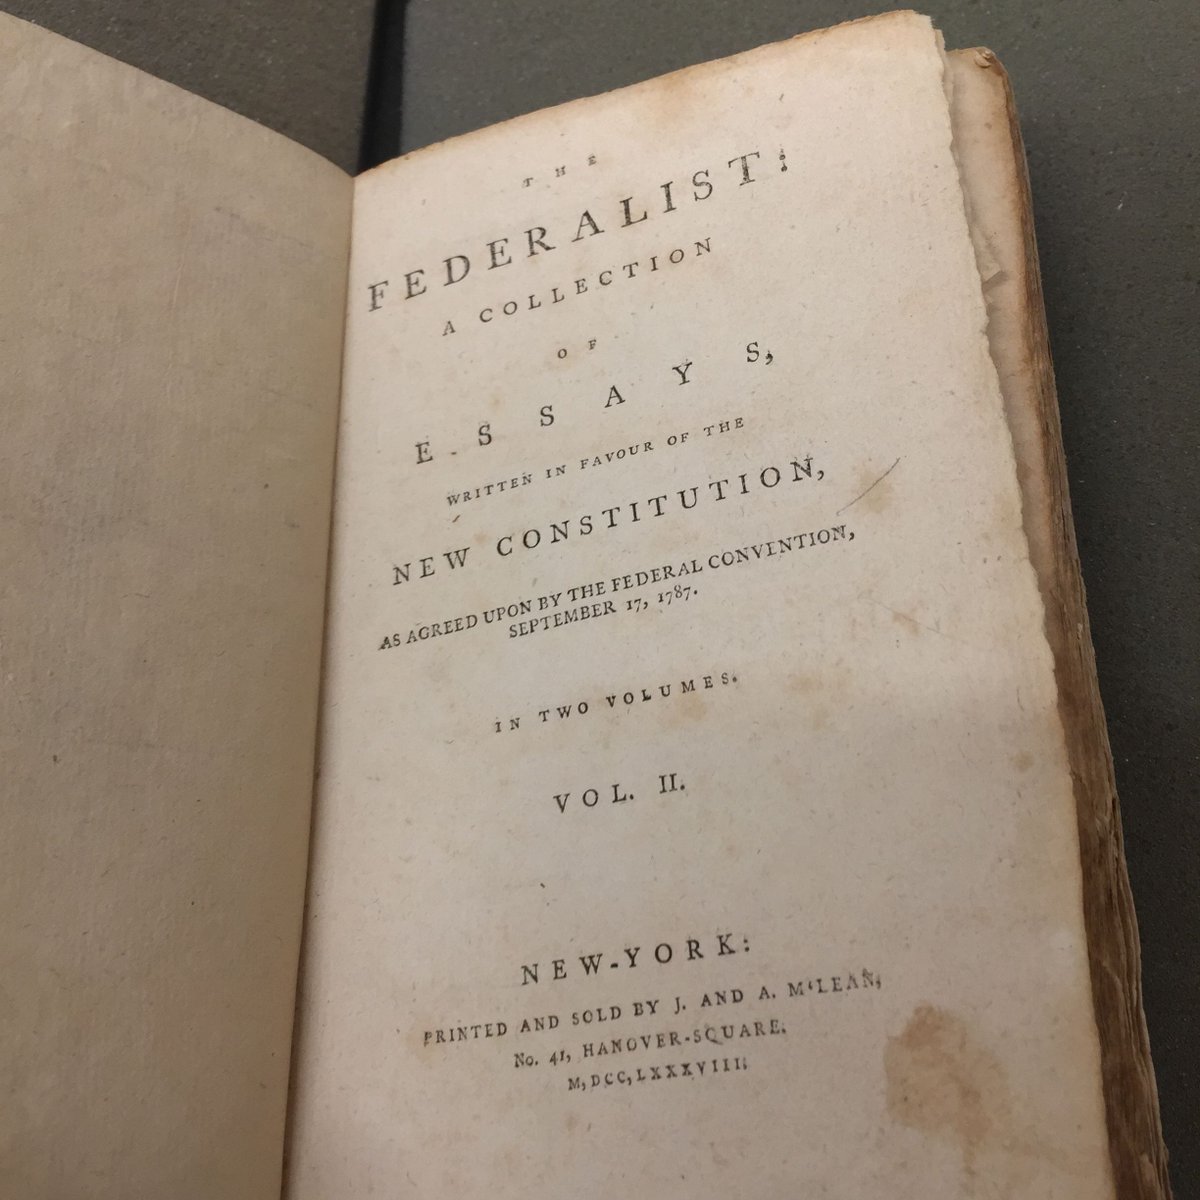 THE
FEDERALIST:
A COLLECTION
OF
ESSAYS,
WRITTEN IN FAVOUR OF THE
NEW CONSTITUTION,
AS AGREED UPON BY THE FEDERAL CONVENTION,
SEPTEMBER 17, 1787.
IN TWO VOLUMES.
VOL. II.
NEW-YORK:
PRINTED AND SOLD BY J. AND A. M‘LEAN,
No. 41, HANOVER-SQUARE.
M,DCC,LXXXVIII.